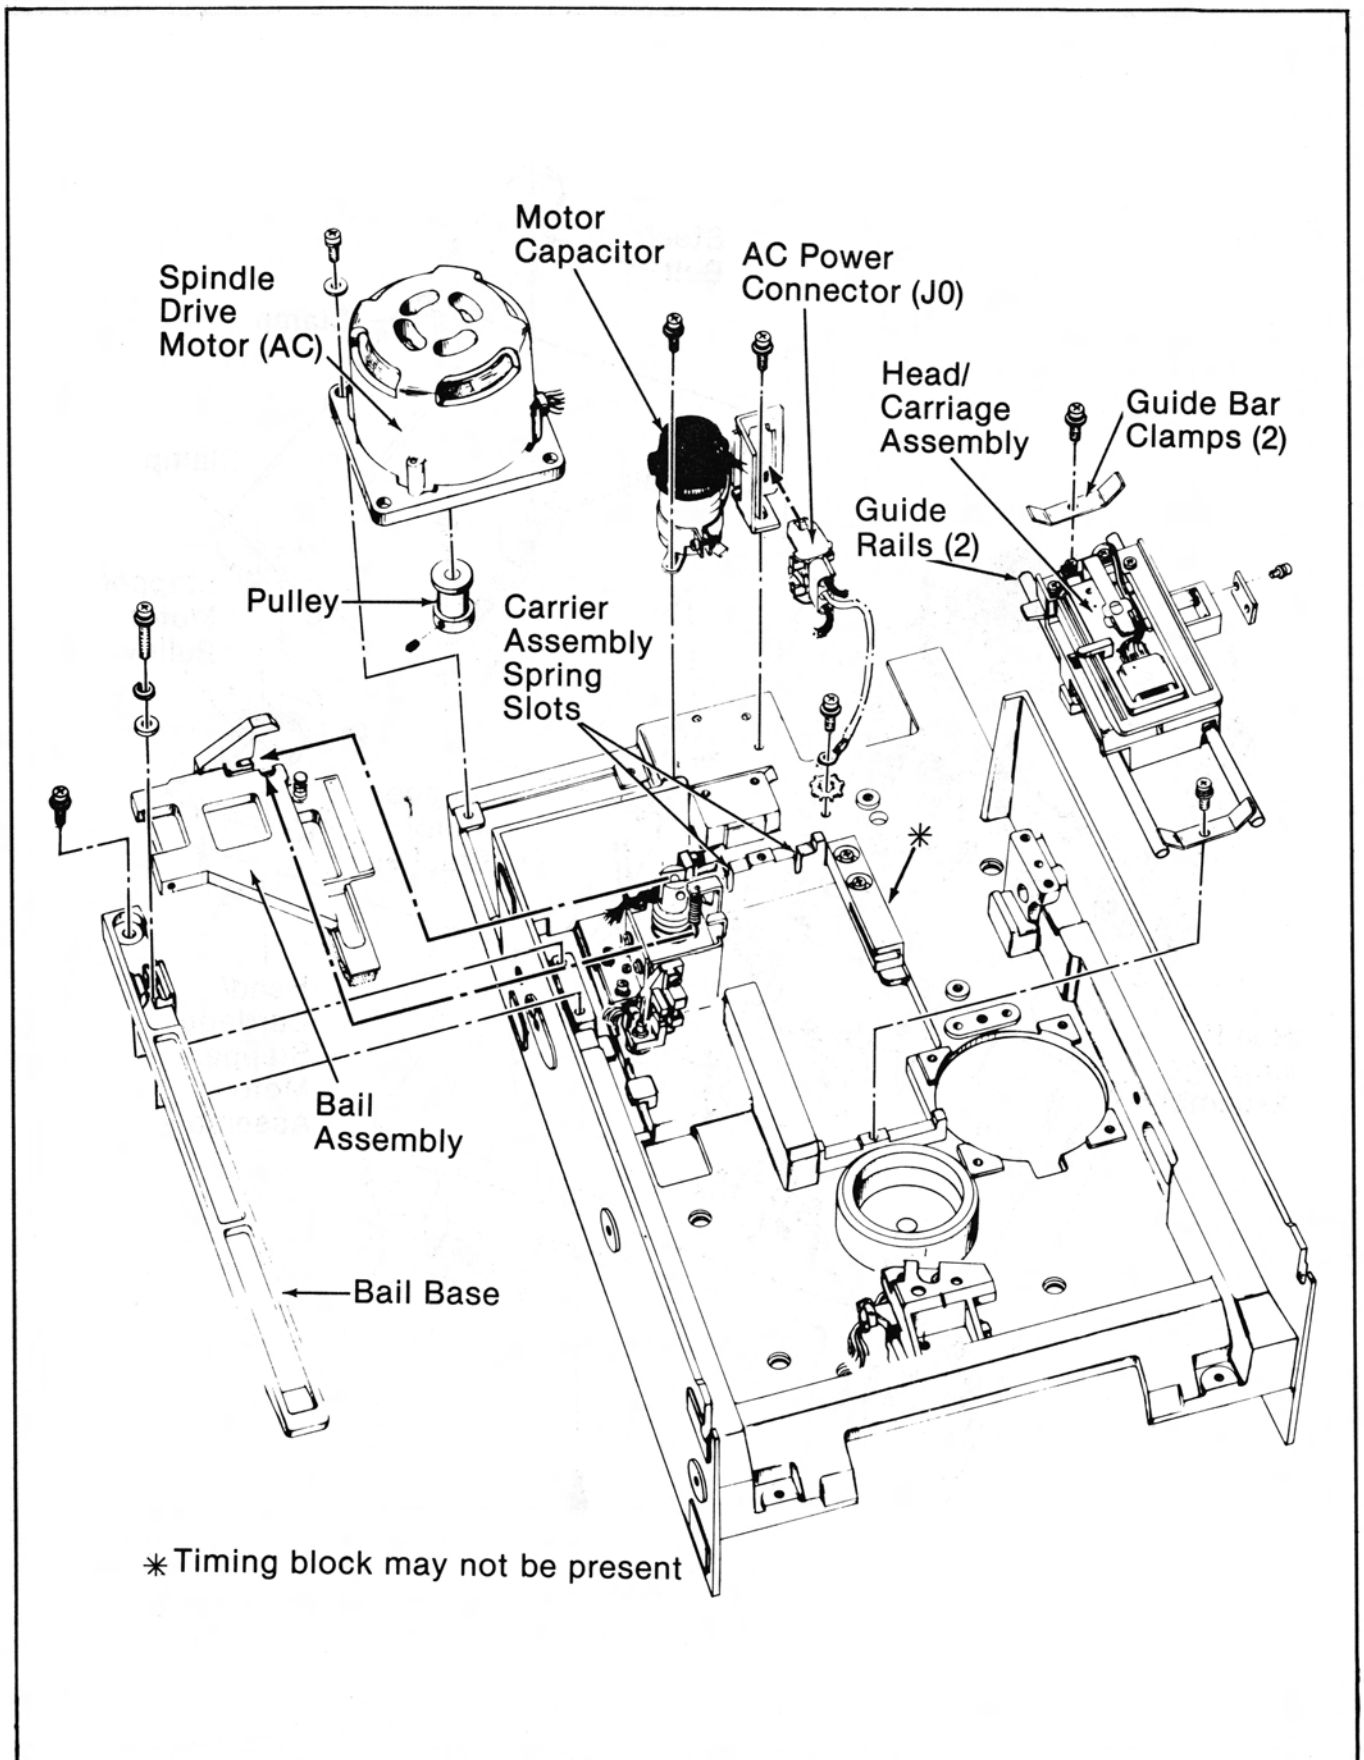 Motor
Capacitor
AC Power
Connector (J0)
Spindle
Drive
Motor (AC)
Head/
Carriage
Assembly
Guide Bar
Clamps (2)
Guide
Rails (2)
Pulley
Carrier
Assembly
Spring
Slots
*
Bail
Assembly
Bail Base
* Timing block may not be present